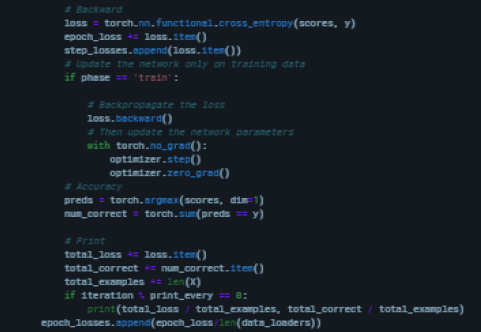 # Backward
loss = torch.nn.functional.cross_entropy(scores, y)
epoch_loss += loss.item()
step_losses.append(loss.item())
# Update the network only on training data
if phase == 'train':
# Backpropagate the loss
loss.backward()
# Then update the network parameters
with torch.no_grad():
optimizer.step()
optimizer.zero_grad()
# Accuracy
preds = torch.argmax(scores, dim=1)
num_correct = torch.sum(preds == y)
# Print
total_loss += loss.item()
total_correct += num_correct.item()
total_examples += len(X)
if iteration % print_every == 0:
print(total_loss / total_examples, total_correct / total_examples)
epoch_losses.append(epoch_loss/len(data_loaders))